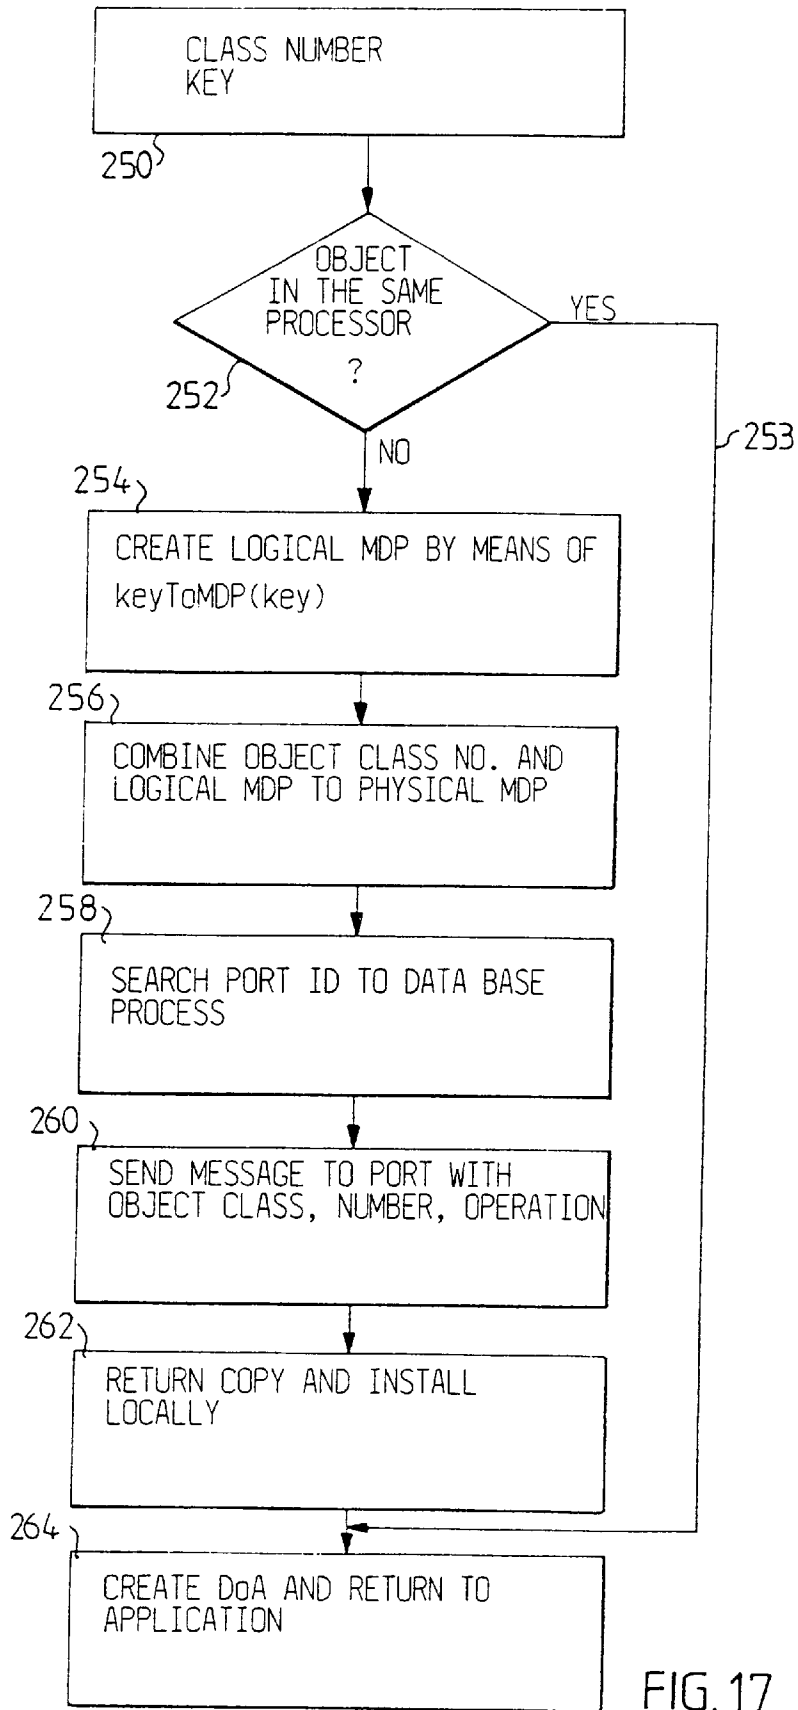 CLASS NUMBER
KEY
250
OBJECT
IN THE SAME
PROCESSOR
?
YES
252
253
NO
254
CREATE LOGICAL MDP BY MEANS OF
keyToMDP(key)
256
COMBINE OBJECT CLASS NO. AND
LOGICAL MDP TO PHYSICAL MDP
258
SEARCH PORT ID TO DATA BASE
PROCESS
260
SEND MESSAGE TO PORT WITH
OBJECT CLASS, NUMBER, OPERATION
262
RETURN COPY AND INSTALL
LOCALLY
264
CREATE DoA AND RETURN TO
APPLICATION
FIG. 17